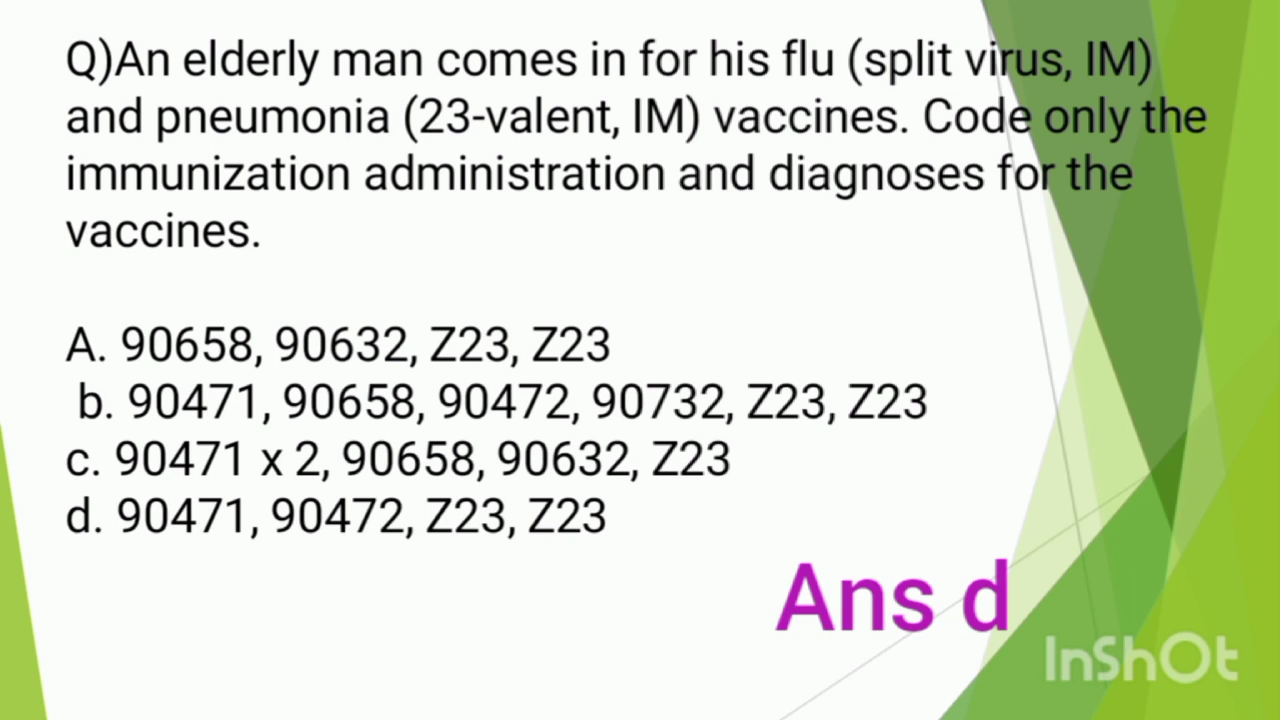 Q)An elderly man comes in for his flu (split virus, IM)
and pneumonia (23-valent, IM) vaccines. Code only the
immunization administration and diagnoses for the
vaccines.
A. 90658, 90632, Z23, Z23
b. 90471, 90658, 90472, 90732, Z23, Z23
c. 90471 x 2, 90658, 90632, Z23
d. 90471, 90472, Z23, Z23
Ans d
InShOt